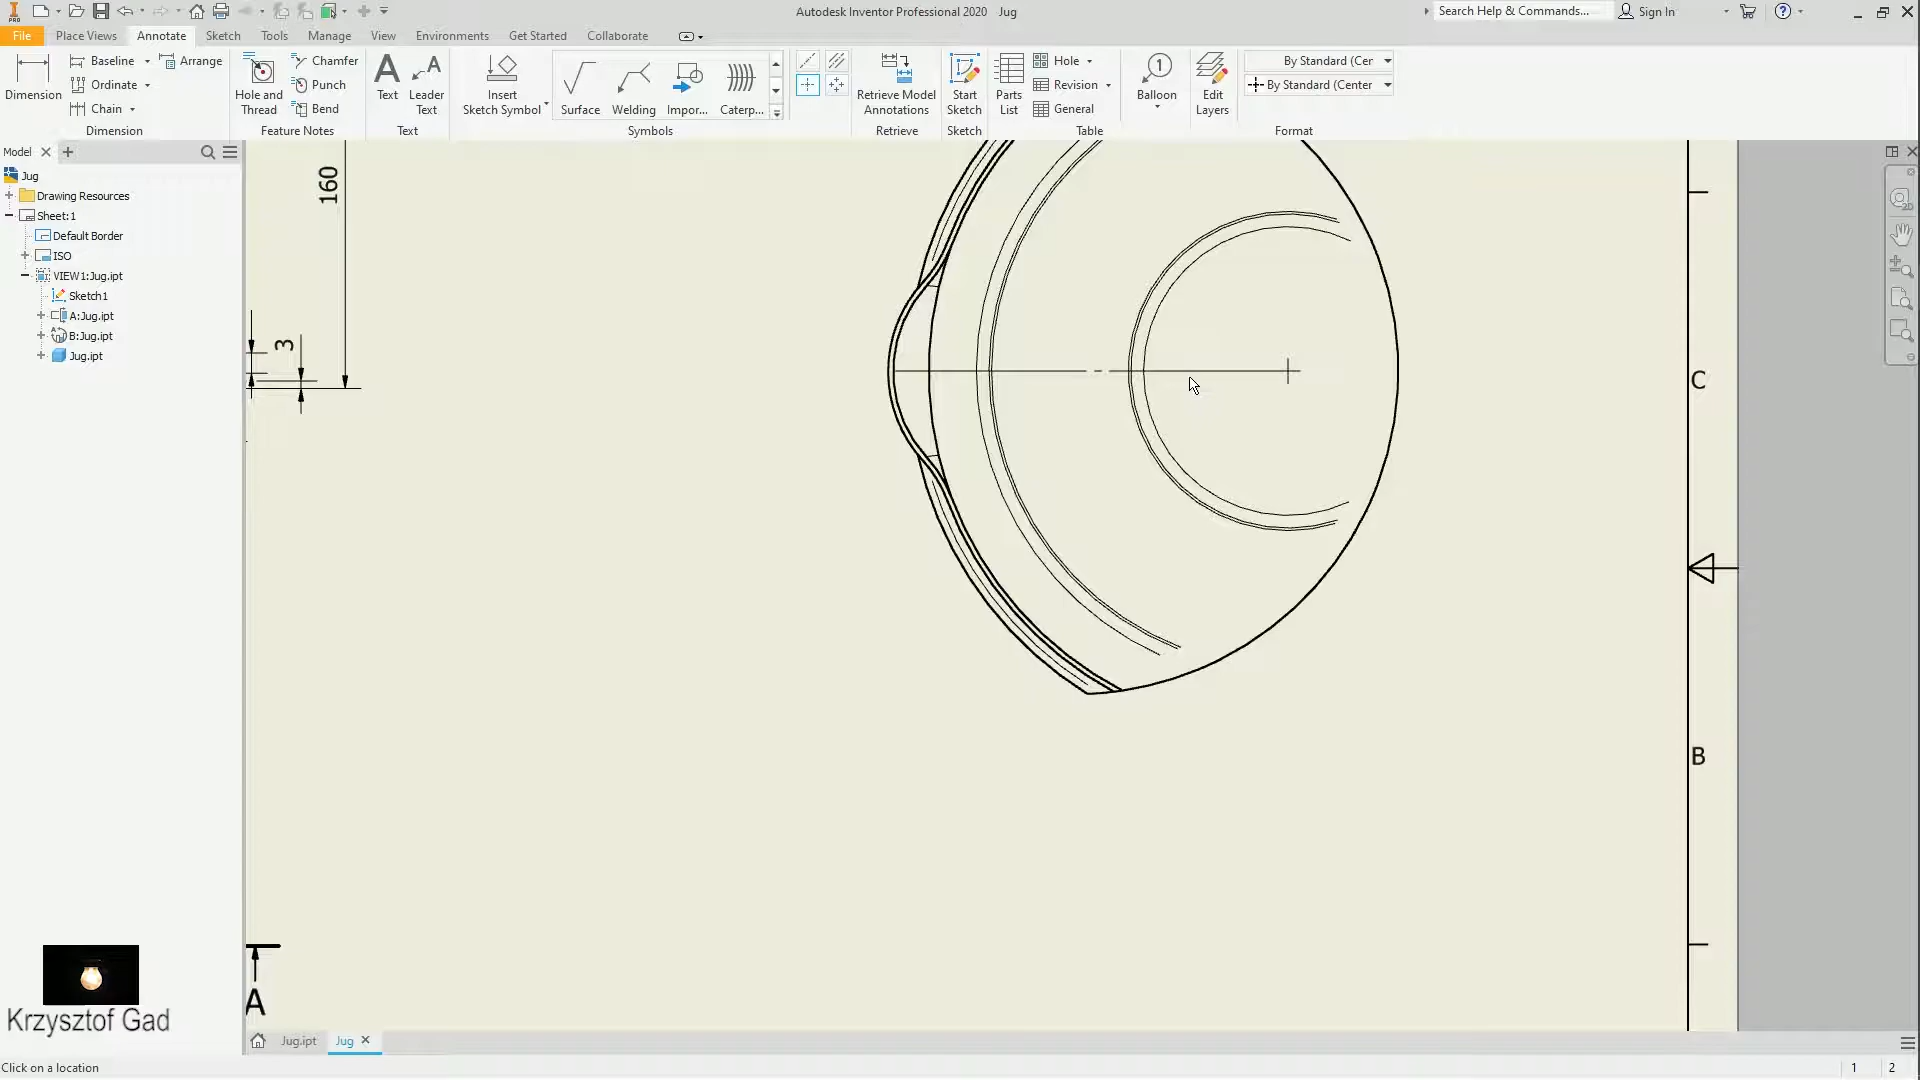 Autodesk Inventor Professional 2020 Jug
Search Help & Commands...
Sign In
PRO
File
Place Views
Annotate
Sketch
Tools
Manage
View
Environments
Get Started
Collaborate
Dimension
Baseline
Arrange
Ordinate
Chain
Dimension
Hole and
Thread
Chamfer
Punch
Bend
Feature Notes
Text
Leader
Text
Text
Insert
Sketch Symbol
Surface
Welding
Impor...
Caterp...
Symbols
Retrieve Model
Annotations
Retrieve
Start
Sketch
Sketch
Parts
List
Hole
Revision
General
Table
Balloon
1
Edit
Layers
By Standard (Cer
By Standard (Center
Format
Model
Jug
Drawing Resources
Sheet:1
Default Border
ISO
VIEW1:Jug.ipt
Sketch1
A:Jug.ipt
B:Jug.ipt
Jug.ipt
160
3
C
B
A
Krzysztof Gad
Jug.ipt
Jug
Click on a location
1
2